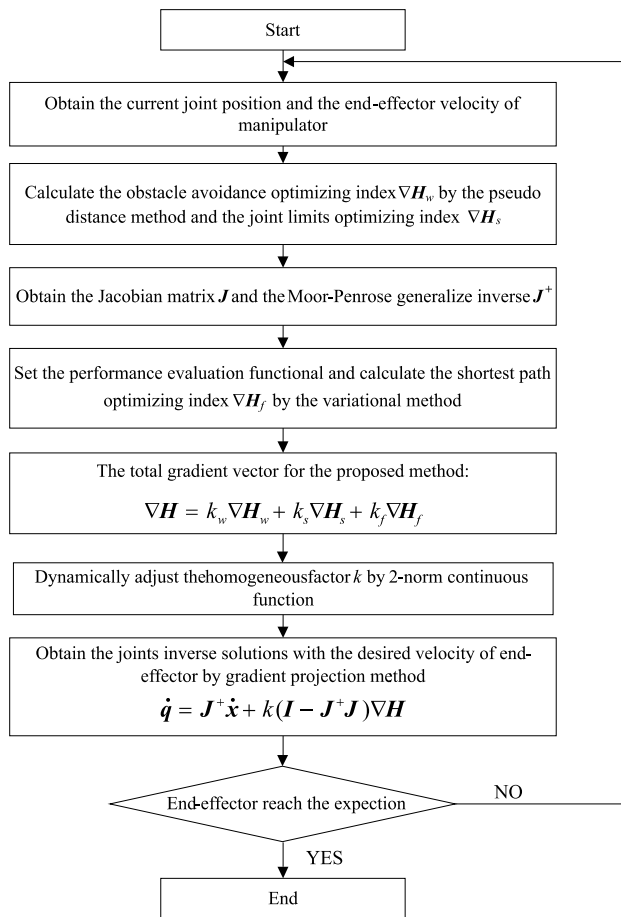 Start
Obtain the current joint position and the end-effector velocity of
manipulator
Calculate the obstacle avoidance optimizing index ∇H_w by the pseudo
distance method and the joint limits optimizing index ∇H_s
Obtain the Jacobian matrix J and the Moor-Penrose generalize inverse J⁺
Set the performance evaluation functional and calculate the shortest path
optimizing index ∇H_f by the variational method
The total gradient vector for the proposed method:
∇H = k_w∇H_w + k_s∇H_s + k_f∇H_f
Dynamically adjust thehomogeneousfactor k by 2-norm continuous
function
Obtain the joints inverse solutions with the desired velocity of end-
effector by gradient projection method
q̇ = J⁺ẋ + k(I − J⁺J)∇H
End-effector reach the expection
NO
YES
End